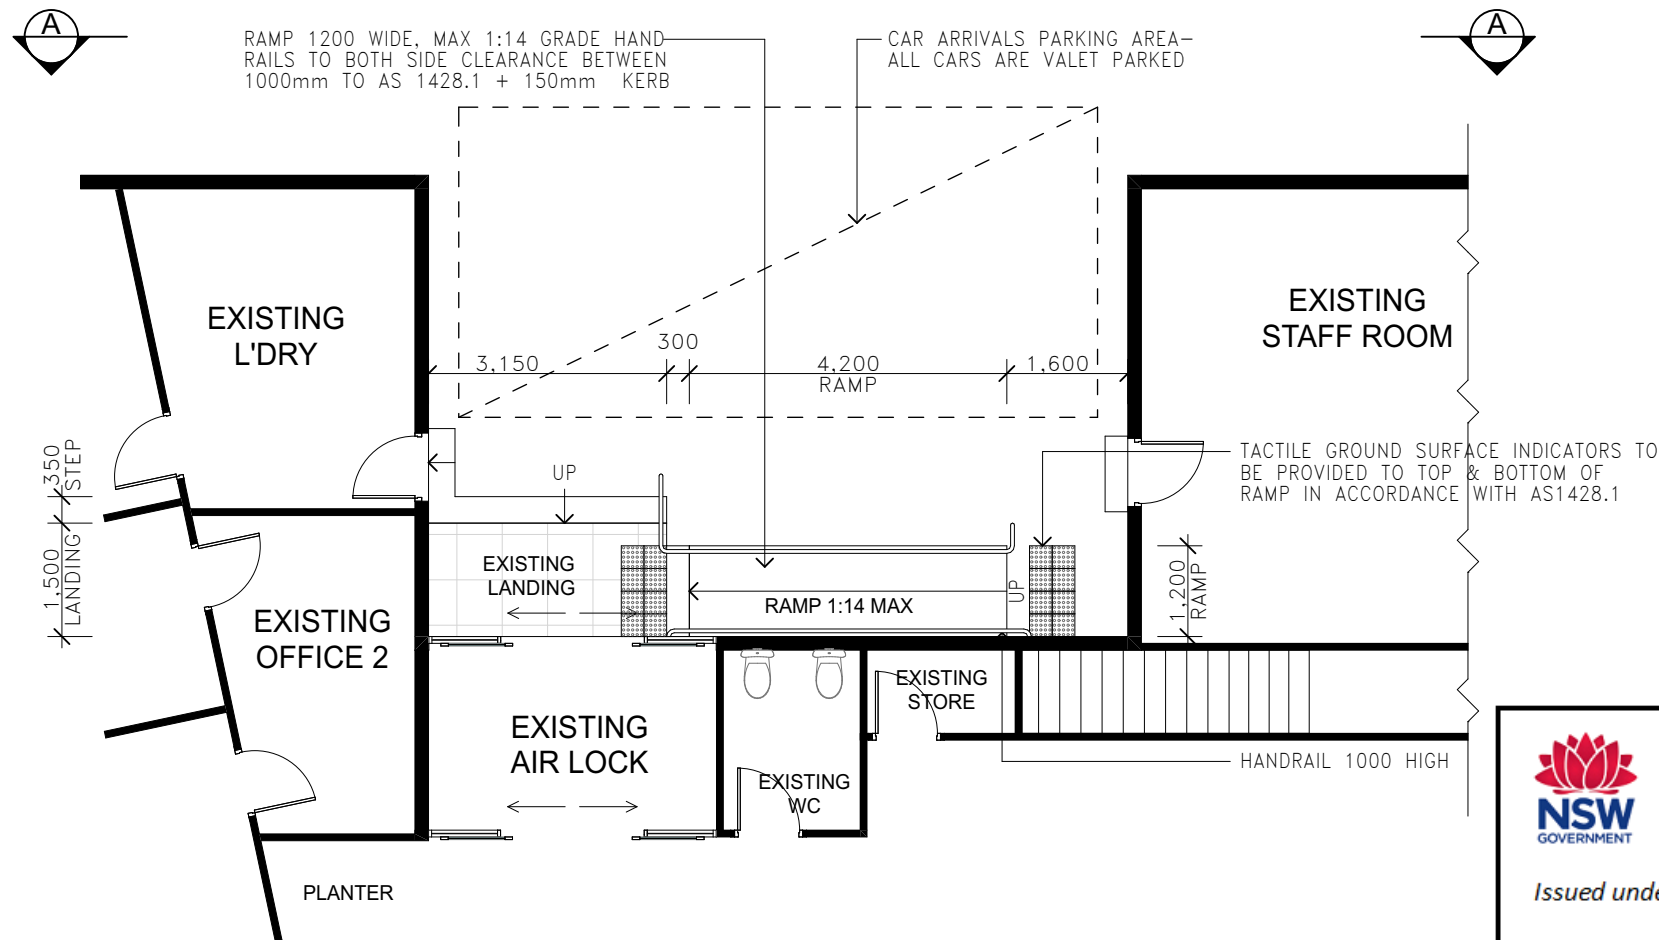 A
A
RAMP 1200 WIDE, MAX 1:14 GRADE HAND
RAILS TO BOTH SIDE CLEARANCE BETWEEN
1000mm TO AS 1428.1 + 150mm KERB
CAR ARRIVALS PARKING AREA-
ALL CARS ARE VALET PARKED
EXISTING
L'DRY
EXISTING
STAFF ROOM
3,150
300
4,200
RAMP
1,600
350
STEP
UP
TACTILE GROUND SURFACE INDICATORS TO
BE PROVIDED TO TOP & BOTTOM OF
RAMP IN ACCORDANCE WITH AS1428.1
1,500
LANDING
EXISTING
LANDING
RAMP 1:14 MAX
UP
1,200
RAMP
EXISTING
OFFICE 2
EXISTING
AIR LOCK
EXISTING
STORE
EXISTING
WC
HANDRAIL 1000 HIGH
PLANTER
NSW
GOVERNMENT
Issued unde